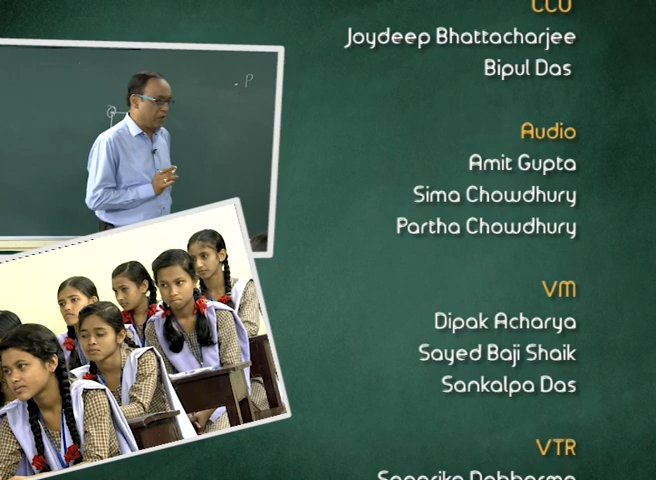 CCU
Joydeep Bhattacharjee
Bipul Das
Audio
Amit Gupta
Sima Chowdhury
Partha Chowdhury
VM
Dipak Acharya
Sayed Baji Shaik
Sankalpa Das
VTR
P